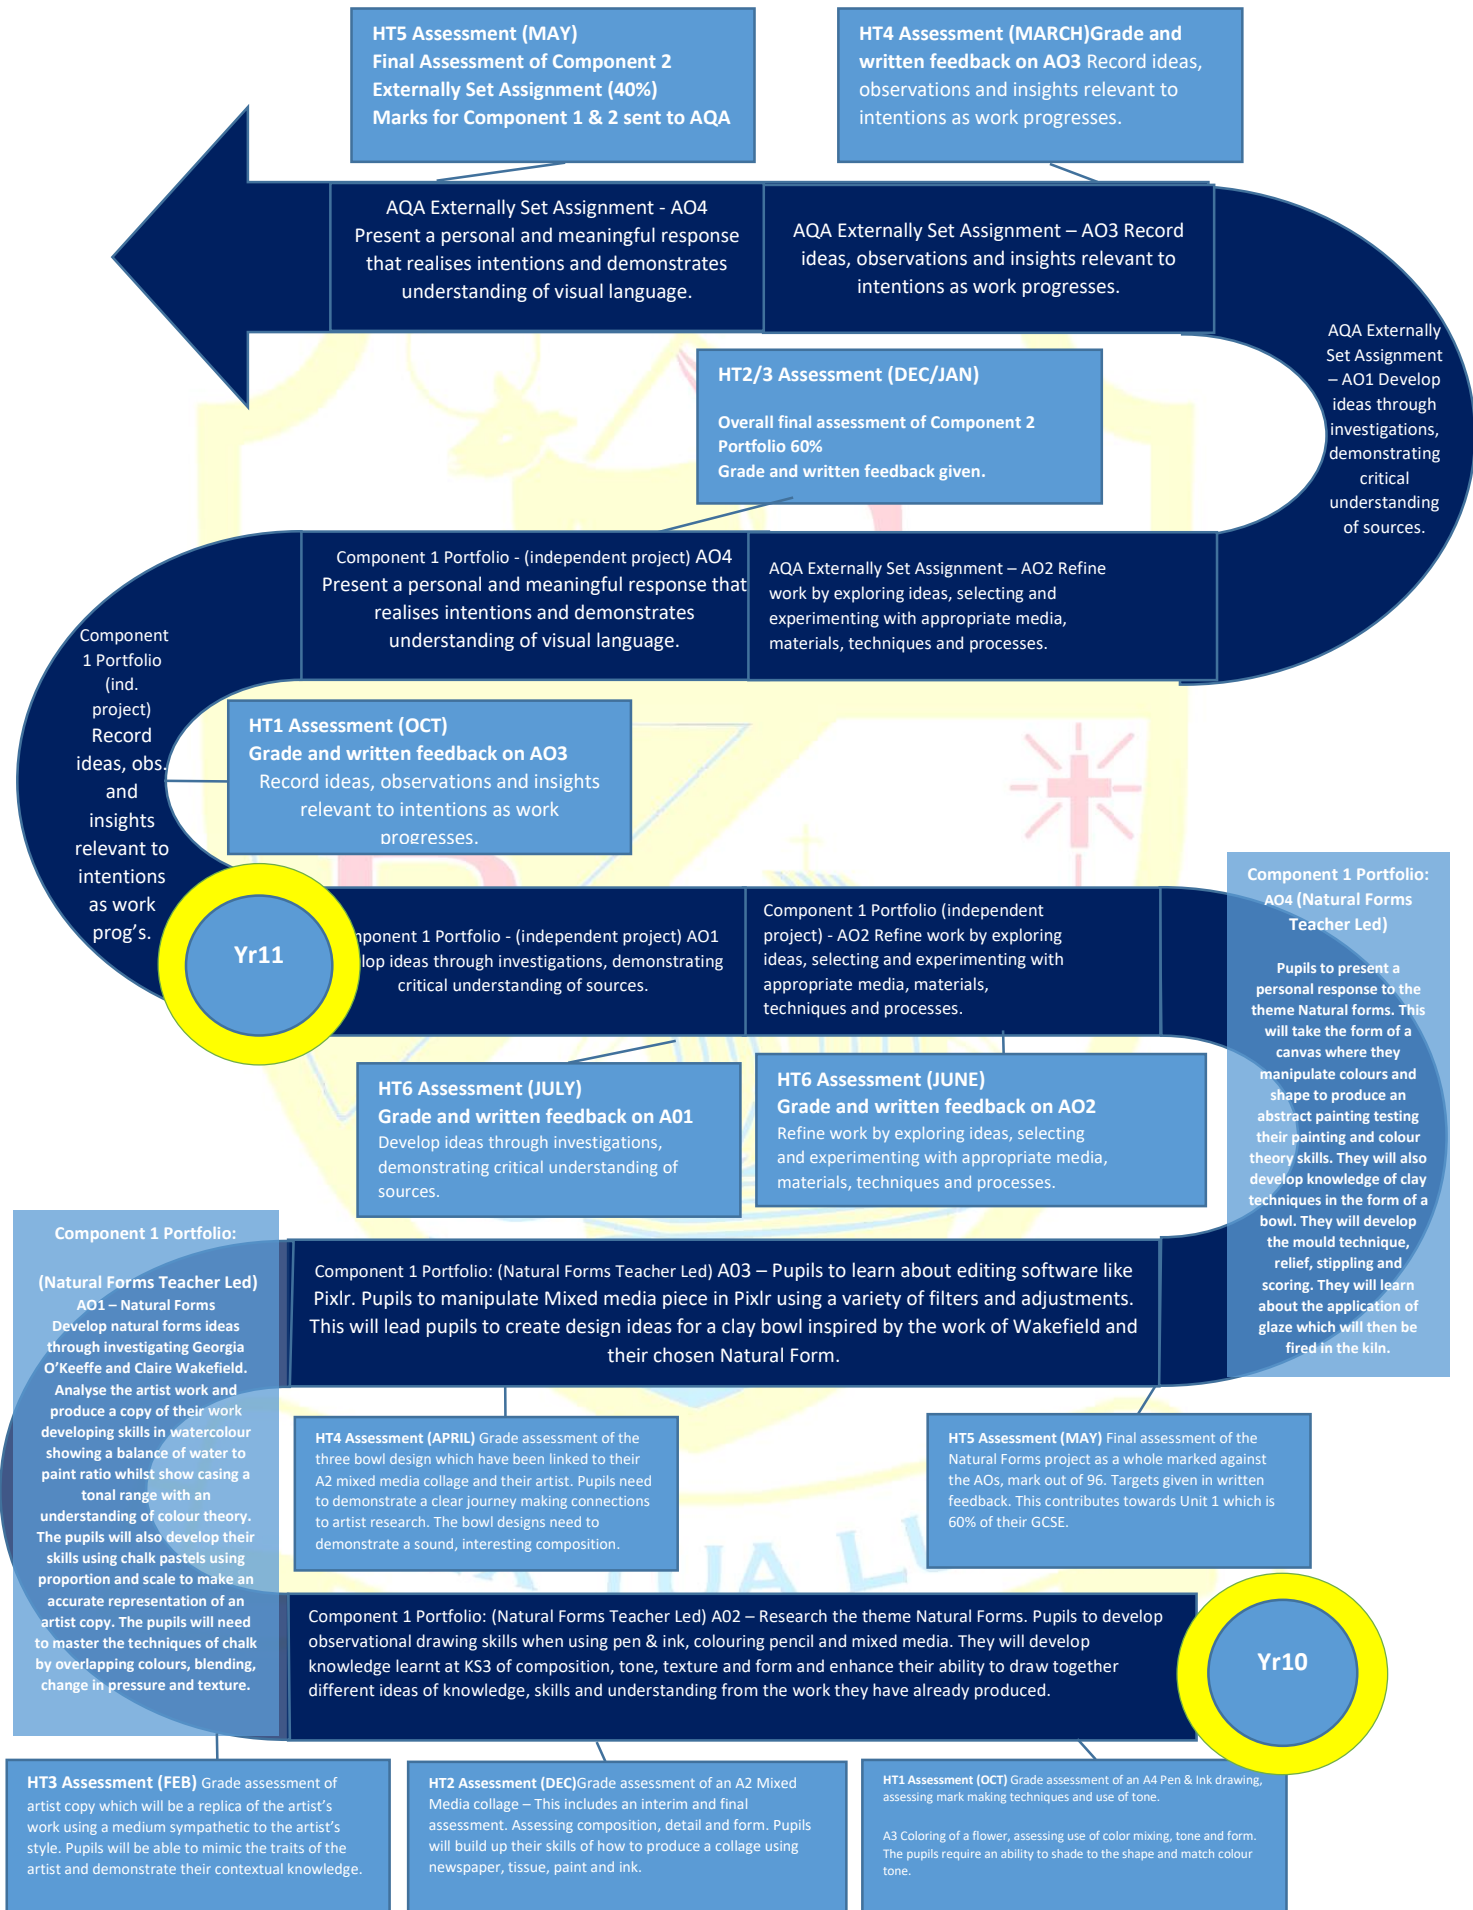 HT5 Assessment (MAY)
Final Assessment of Component 2
Externally Set Assignment (40%)
Marks for Component 1 & 2 sent to AQA
HT4 Assessment (MARCH)Grade and
written feedback on AO3 Record ideas,
observations and insights relevant to
intentions as work progresses.
AQA Externally Set Assignment - AO4
Present a personal and meaningful response
that realises intentions and demonstrates
understanding of visual language.
AQA Externally Set Assignment – AO3 Record
ideas, observations and insights relevant to
intentions as work progresses.
AQA Externally
Set Assignment
– AO1 Develop
ideas through
investigations,
demonstrating
critical
understanding
of sources.
HT2/3 Assessment (DEC/JAN)
Overall final assessment of Component 2
Portfolio 60%
Grade and written feedback given.
Component 1 Portfolio - (independent project) AO4
Present a personal and meaningful response that
realises intentions and demonstrates
understanding of visual language.
AQA Externally Set Assignment – AO2 Refine
work by exploring ideas, selecting and
experimenting with appropriate media,
materials, techniques and processes.
Component
1 Portfolio
(ind.
project)
Record
ideas, obs.
and
insights
relevant to
intentions
as work
prog’s.
HT1 Assessment (OCT)
Grade and written feedback on AO3
Record ideas, observations and insights
relevant to intentions as work
progresses.
Yr11
mponent 1 Portfolio - (independent project) AO1
lop ideas through investigations, demonstrating
critical understanding of sources.
Component 1 Portfolio (independent
project) - AO2 Refine work by exploring
ideas, selecting and experimenting with
appropriate media, materials,
techniques and processes.
Component 1 Portfolio:
AO4 (Natural Forms
Teacher Led)
Pupils to present a
personal response to the
theme Natural forms. This
will take the form of a
canvas where they
manipulate colours and
shape to produce an
abstract painting testing
their painting and colour
theory skills. They will also
develop knowledge of clay
techniques in the form of a
bowl. They will develop
the mould technique,
relief, stippling and
scoring. They will learn
about the application of
glaze which will then be
fired in the kiln.
HT6 Assessment (JULY)
Grade and written feedback on A01
Develop ideas through investigations,
demonstrating critical understanding of
sources.
HT6 Assessment (JUNE)
Grade and written feedback on AO2
Refine work by exploring ideas, selecting
and experimenting with appropriate media,
materials, techniques and processes.
Component 1 Portfolio:
(Natural Forms Teacher Led)
AO1 – Natural Forms
Develop natural forms ideas
through investigating Georgia
O’Keeffe and Claire Wakefield.
Analyse the artist work and
produce a copy of their work
developing skills in watercolour
showing a balance of water to
paint ratio whilst show casing a
tonal range with an
understanding of colour theory.
The pupils will also develop their
skills using chalk pastels using
proportion and scale to make an
accurate representation of an
artist copy. The pupils will need
to master the techniques of chalk
by overlapping colours, blending,
change in pressure and texture.
Component 1 Portfolio: (Natural Forms Teacher Led) A03 – Pupils to learn about editing software like
Pixlr. Pupils to manipulate Mixed media piece in Pixlr using a variety of filters and adjustments.
This will lead pupils to create design ideas for a clay bowl inspired by the work of Wakefield and
their chosen Natural Form.
HT4 Assessment (APRIL) Grade assessment of the
three bowl design which have been linked to their
A2 mixed media collage and their artist. Pupils need
to demonstrate a clear journey making connections
to artist research. The bowl designs need to
demonstrate a sound, interesting composition.
HT5 Assessment (MAY) Final assessment of the
Natural Forms project as a whole marked against
the AOs, mark out of 96. Targets given in written
feedback. This contributes towards Unit 1 which is
60% of their GCSE.
TUA LU
Component 1 Portfolio: (Natural Forms Teacher Led) A02 – Research the theme Natural Forms. Pupils to develop
observational drawing skills when using pen & ink, colouring pencil and mixed media. They will develop
knowledge learnt at KS3 of composition, tone, texture and form and enhance their ability to draw together
different ideas of knowledge, skills and understanding from the work they have already produced.
Yr10
HT3 Assessment (FEB) Grade assessment of
artist copy which will be a replica of the artist’s
work using a medium sympathetic to the artist’s
style. Pupils will be able to mimic the traits of the
artist and demonstrate their contextual knowledge.
HT2 Assessment (DEC)Grade assessment of an A2 Mixed
Media collage – This includes an interim and final
assessment. Assessing composition, detail and form. Pupils
will build up their skills of how to produce a collage using
newspaper, tissue, paint and ink.
HT1 Assessment (OCT) Grade assessment of an A4 Pen & Ink drawing,
assessing mark making techniques and use of tone.
A3 Coloring of a flower, assessing use of color mixing, tone and form.
The pupils require an ability to shade to the shape and match colour
tone.